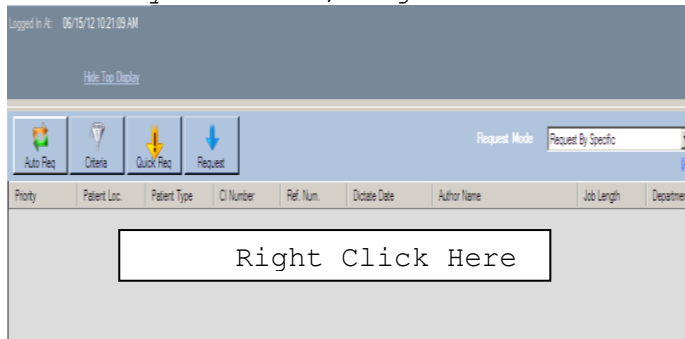 Logged In At: 06/15/12 10:21:09 AM
Hide Top Display
Auto Req Criteria Quick Req Request Request Mode Request By Specific
Priority Patient Loc. Patient Type CI Number Ref. Num. Dictate Date Author Name Job Length Departmen
Right Click Here